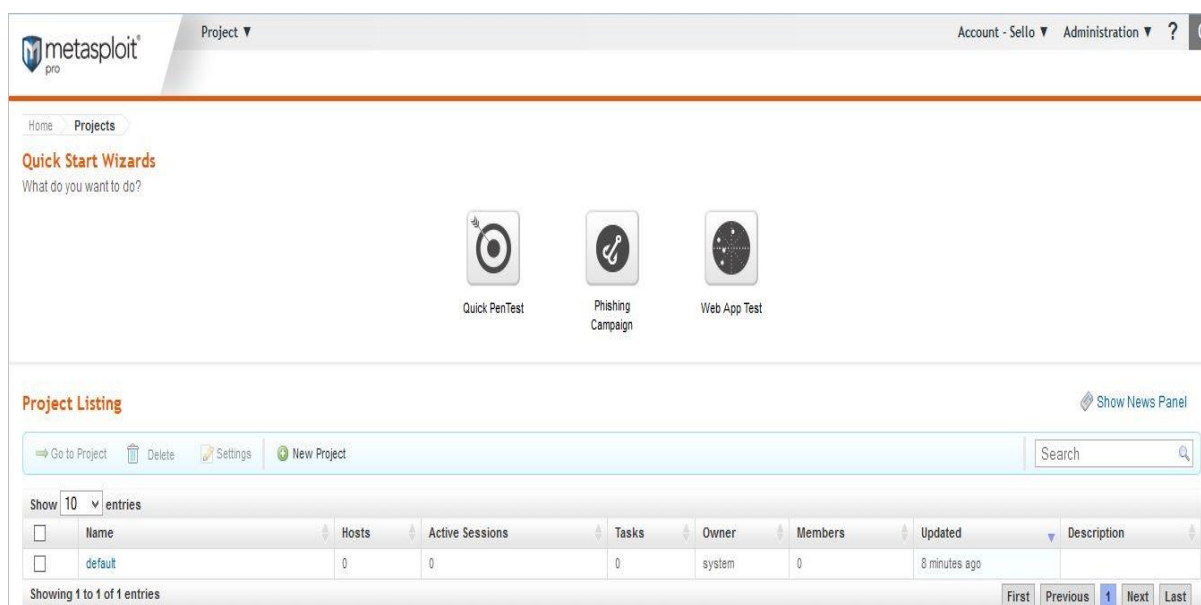 metasploit®
pro
Project ▼
Account - Sello ▼ Administration ▼ ?
Home Projects
Quick Start Wizards
What do you want to do?
Quick PenTest
Phishing
Campaign
Web App Test
Project Listing
Show News Panel
Go to Project Delete Settings New Project Search
Show 10 entries
Name Hosts Active Sessions Tasks Owner Members Updated Description
default 0 0 0 system 0 8 minutes ago
Showing 1 to 1 of 1 entries
First Previous 1 Next Last